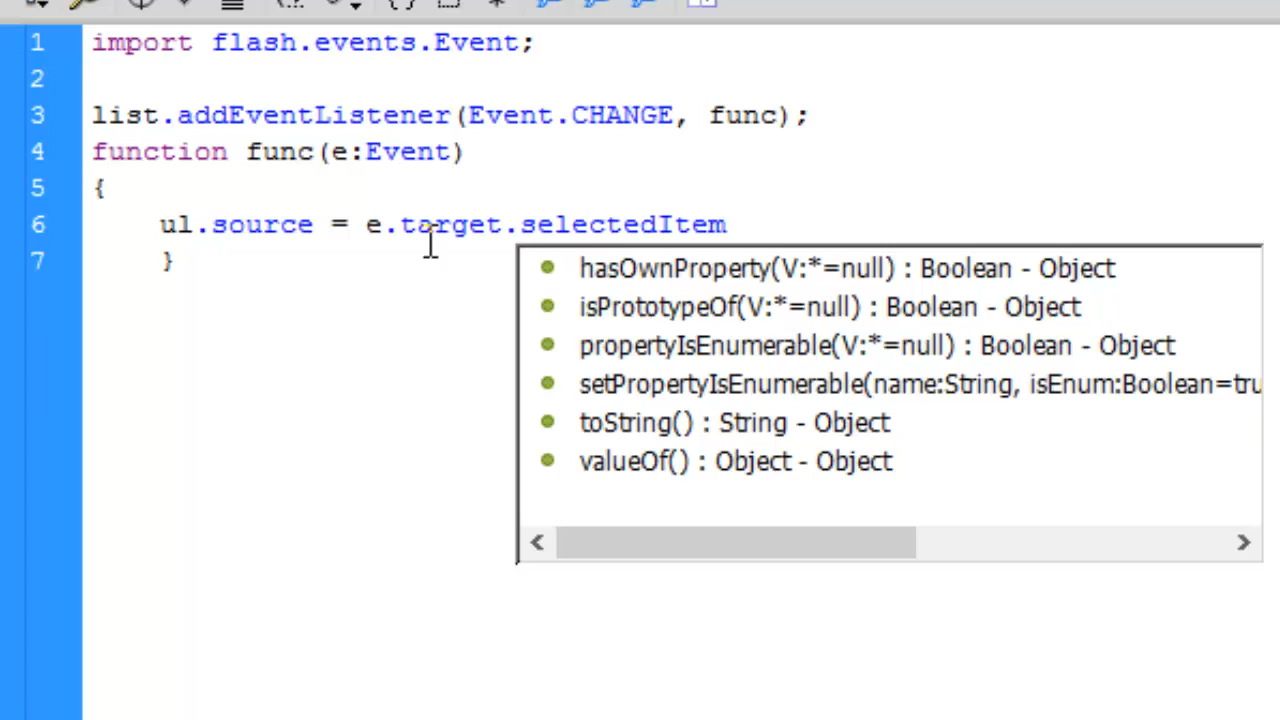 1 import flash.events.Event;
2
3 list.addEventListener(Event.CHANGE, func);
4 function func(e:Event)
5 {
6 ul.source = e.target.selectedItem
7 }
hasOwnProperty(V:*=null) : Boolean - Object
isPrototypeOf(V:*=null) : Boolean - Object
propertyIsEnumerable(V:*=null) : Boolean - Object
setPropertyIsEnumerable(name:String, isEnum:Boolean=tru
toString() : String - Object
valueOf() : Object - Object